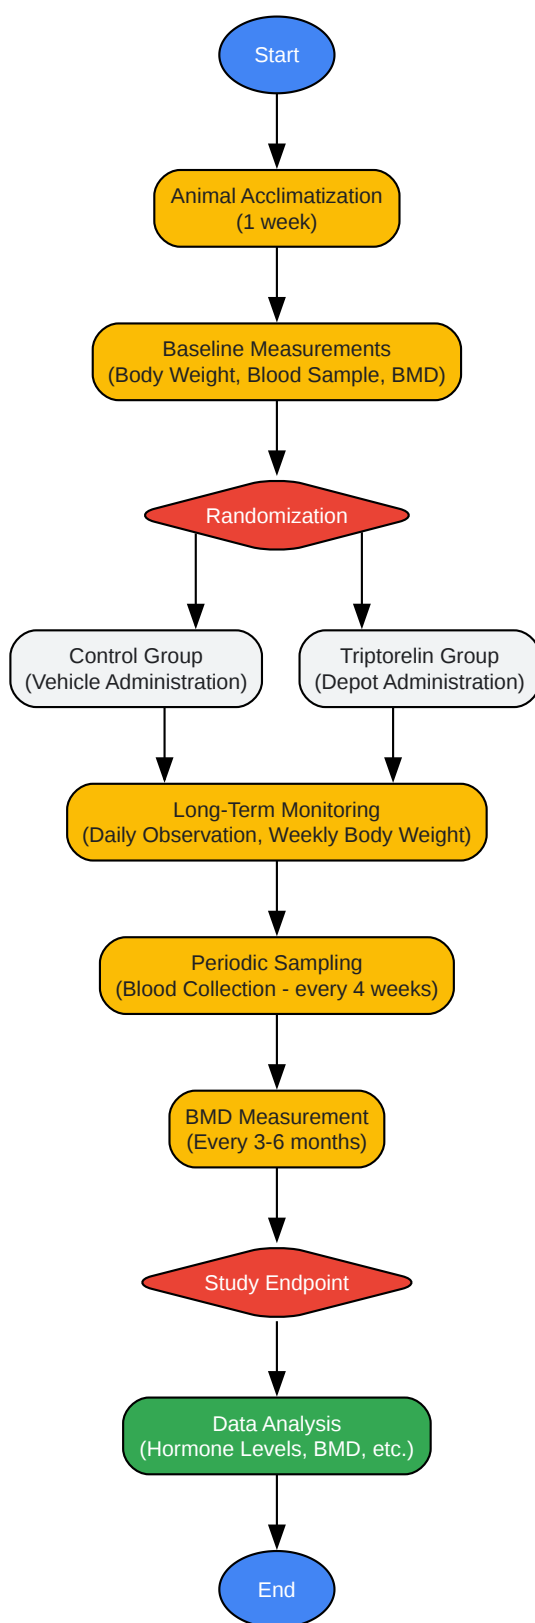 Start
Animal Acclimatization
(1 week)
Baseline Measurements
(Body Weight, Blood Sample, BMD)
Randomization
Control Group
(Vehicle Administration)
Triptorelin Group
(Depot Administration)
Long-Term Monitoring
(Daily Observation, Weekly Body Weight)
Periodic Sampling
(Blood Collection - every 4 weeks)
BMD Measurement
(Every 3-6 months)
Study Endpoint
Data Analysis
(Hormone Levels, BMD, etc.)
End